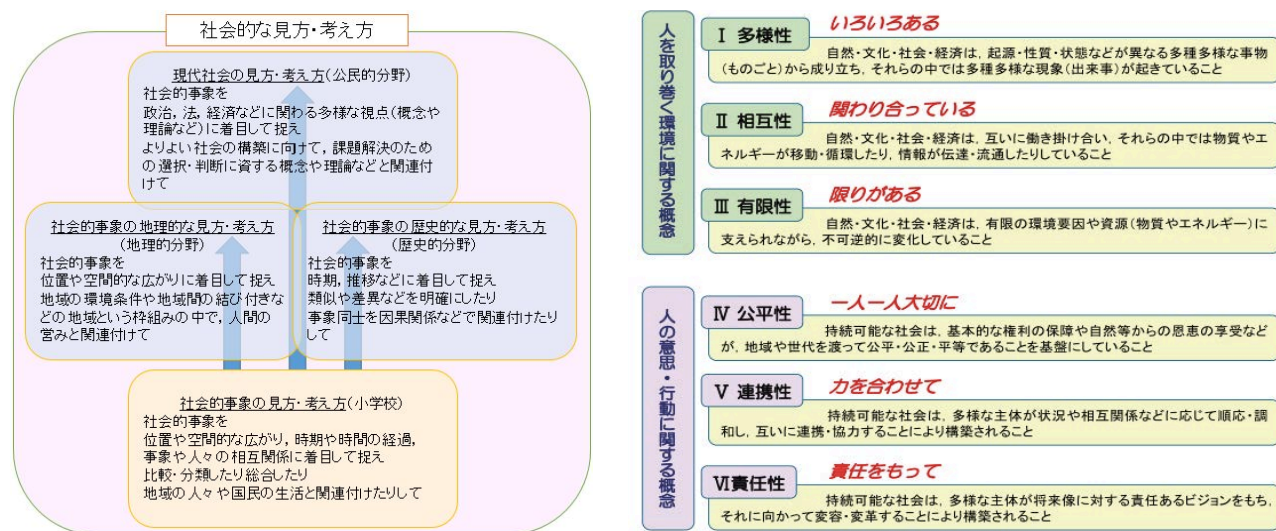 社会的な見方・考え方
現代社会の見方・考え方(公民的分野)
社会的事象を
政治，法，経済などに関わる多様な視点(概念や
理論など)に着目して捉え
よりよい社会の構築に向けて，課題解決のため
の選択・判断に資する概念や理論などと関連付
けて
社会的事象の地理的な見方・考え方
(地理的分野)
社会的事象を
位置や空間的な広がりに着目して捉え
地域の環境条件や地域間の結び付きな
どの地域という枠組みの中で，人間の
営みと関連付けて
社会的事象の歴史的な見方・考え方
(歴史的分野)
社会的事象を
時期，推移などに着目して捉え
類似や差異などを明確にしたり
事象同士を因果関係などで関連付けたり
して
社会的事象の見方・考え方(小学校)
社会的事象を
位置や空間的な広がり，時期や時間の経過，
事象や人々の相互関係に着目して捉え
比較・分類したり総合したり
地域の人々や国民の生活と関連付けたりして
人を取り巻く環境に関する概念
Ⅰ 多様性
いろいろある
自然・文化・社会・経済は，起源・性質・状態などが異なる多種多様な事物
(ものごと)から成り立ち，それらの中では多種多様な現象(出来事)が起きていること
Ⅱ 相互性
関わり合っている
自然・文化・社会・経済は，互いに働き掛け合い，それらの中では物質やエ
ネルギーが移動・循環したり，情報が伝達・流通したりしていること
Ⅲ 有限性
限りがある
自然・文化・社会・経済は，有限の環境要因や資源(物質やエネルギー)に
支えられながら，不可逆的に変化していること
人の意思・行動に関する概念
Ⅳ 公平性
一人一人大切に
持続可能な社会は，基本的な権利の保障や自然等からの恩恵の享受など
が，地域や世代を渡って公平・公正・平等であることを基盤にしていること
Ⅴ 連携性
力を合わせて
持続可能な社会は，多様な主体が状況や相互関係などに応じて順応・調
和し，互いに連携・協力することにより構築されること
Ⅵ責任性
責任をもって
持続可能な社会は，多様な主体が将来像に対する責任あるビジョンをもち，
それに向かって変容・変革することにより構築されること